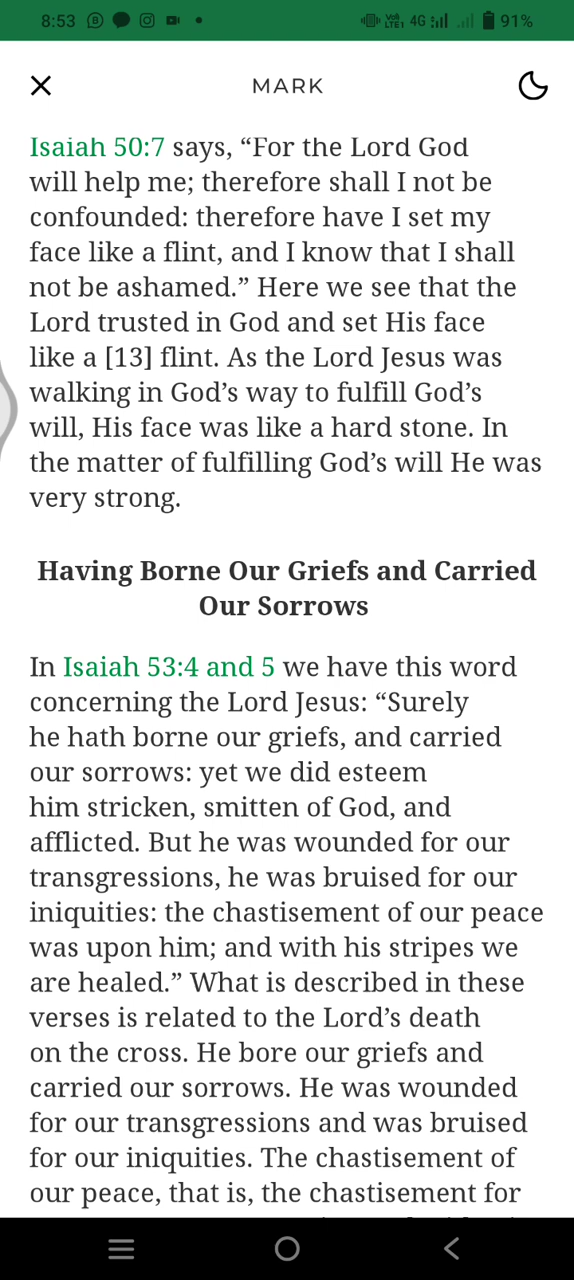 8:53
4G
91%
MARK
Isaiah 50:7 says, “For the Lord God
will help me; therefore shall I not be
confounded: therefore have I set my
face like a flint, and I know that I shall
not be ashamed.” Here we see that the
Lord trusted in God and set His face
like a [13] flint. As the Lord Jesus was
walking in God’s way to fulfill God’s
will, His face was like a hard stone. In
the matter of fulfilling God’s will He was
very strong.
Having Borne Our Griefs and Carried
Our Sorrows
In Isaiah 53:4 and 5 we have this word
concerning the Lord Jesus: “Surely
he hath borne our griefs, and carried
our sorrows: yet we did esteem
him stricken, smitten of God, and
afflicted. But he was wounded for our
transgressions, he was bruised for our
iniquities: the chastisement of our peace
was upon him; and with his stripes we
are healed.” What is described in these
verses is related to the Lord’s death
on the cross. He bore our griefs and
carried our sorrows. He was wounded
for our transgressions and was bruised
for our iniquities. The chastisement of
our peace, that is, the chastisement for